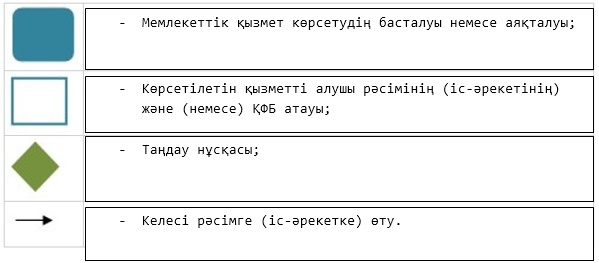 - Мемлекеттік қызмет көрсетудің басталуы немесе аяқталуы;
- Көрсетілетін қызметті алушы рәсімінің (іс-әрекетінің)
және (немесе) ҚФБ атауы;
- Таңдау нұсқасы;
- Келесі рәсімге (іс-әрекетке) өту.